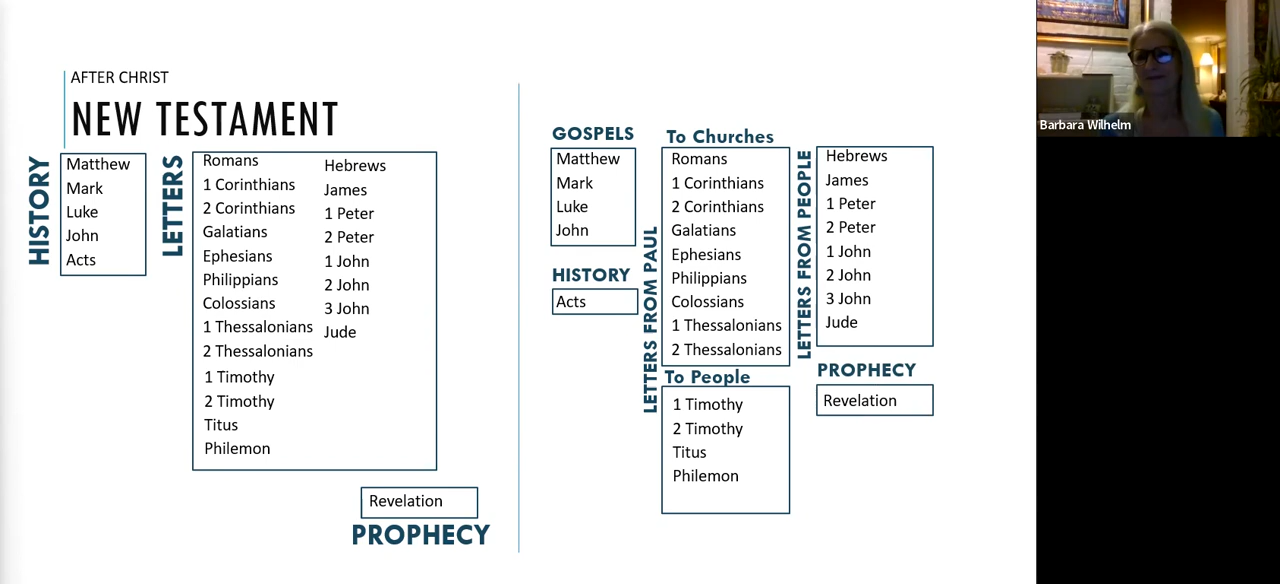 AFTER CHRIST
NEW TESTAMENT
HISTORY
Matthew
Mark
Luke
John
Acts
LETTERS
Romans
1 Corinthians
2 Corinthians
Galatians
Ephesians
Philippians
Colossians
1 Thessalonians
2 Thessalonians
1 Timothy
2 Timothy
Titus
Philemon
Hebrews
James
1 Peter
2 Peter
1 John
2 John
3 John
Jude
Revelation
PROPHECY
GOSPELS
Matthew
Mark
Luke
John
HISTORY
Acts
LETTERS FROM PAUL
To Churches
Romans
1 Corinthians
2 Corinthians
Galatians
Ephesians
Philippians
Colossians
1 Thessalonians
2 Thessalonians
To People
1 Timothy
2 Timothy
Titus
Philemon
LETTERS FROM PEOPLE
Hebrews
James
1 Peter
2 Peter
1 John
2 John
3 John
Jude
PROPHECY
Revelation
Barbara Wilhelm